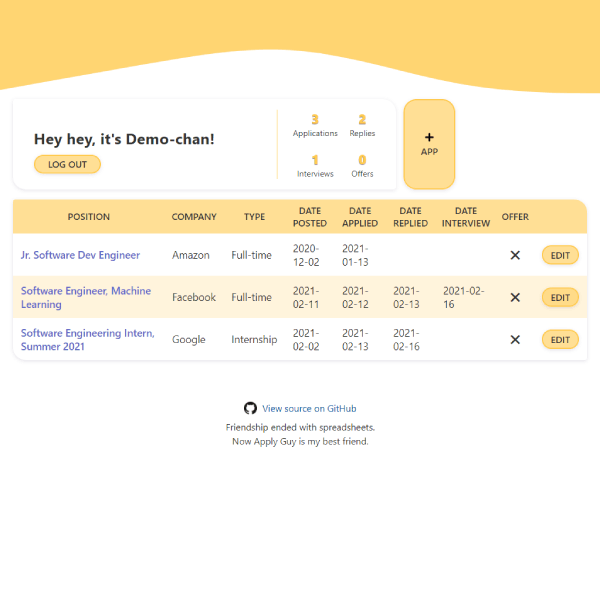 Hey hey, it's Demo-chan!
LOG OUT
3 2
Applications Replies
1 0
Interviews Offers
+
APP
POSITION COMPANY TYPE DATE POSTED DATE APPLIED DATE REPLIED DATE INTERVIEW OFFER
Jr. Software Dev Engineer Amazon Full-time 2020-12-02 2021-01-13 ✕ EDIT
Software Engineer, Machine Learning Facebook Full-time 2021-02-11 2021-02-12 2021-02-13 2021-02-16 ✕ EDIT
Software Engineering Intern, Summer 2021 Google Internship 2021-02-02 2021-02-13 2021-02-16 ✕ EDIT
View source on GitHub
Friendship ended with spreadsheets.
Now Apply Guy is my best friend.